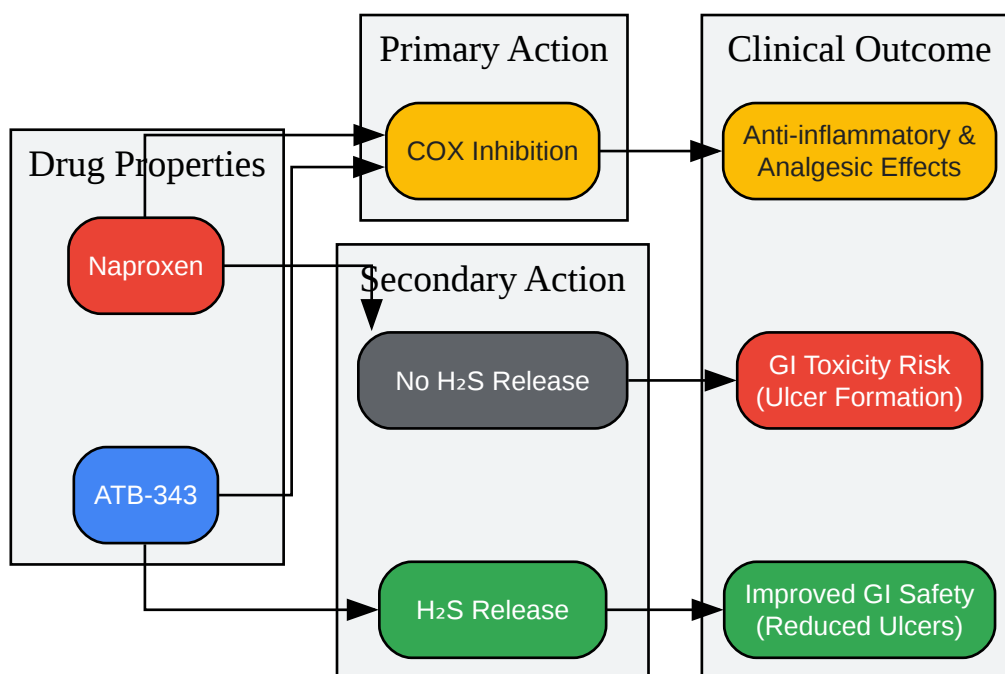 Primary Action
COX Inhibition
Clinical Outcome
Anti-inflammatory &
Analgesic Effects
Drug Properties
Naproxen
ATB-343
Secondary Action
No H₂S Release
H₂S Release
GI Toxicity Risk
(Ulcer Formation)
Improved GI Safety
(Reduced Ulcers)